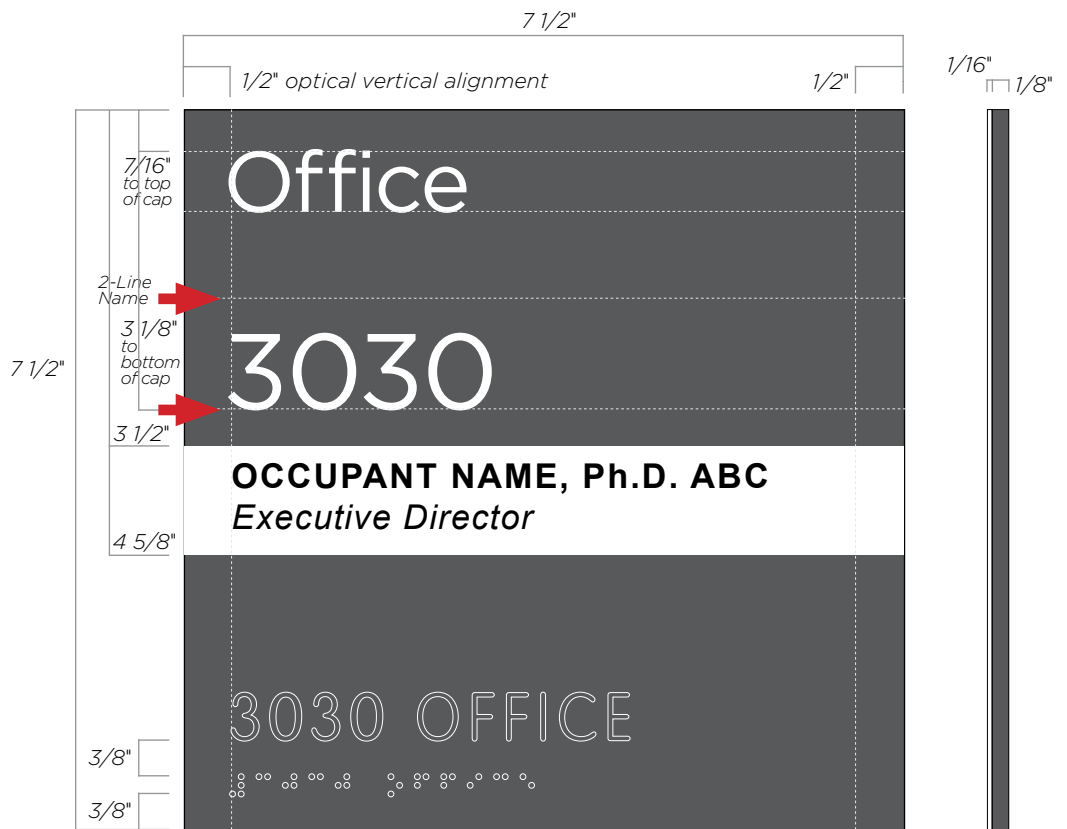 7 1/2"
1/2" optical vertical alignment
1/2"
1/16"
1/8"
7/16"
to top
of cap
Office
2-Line
Name
3 1/8"
to
bottom
of cap
7 1/2"
3030
3 1/2"
OCCUPANT NAME, Ph.D. ABC
Executive Director
4 5/8"
3030 OFFICE
3/8"
3/8"